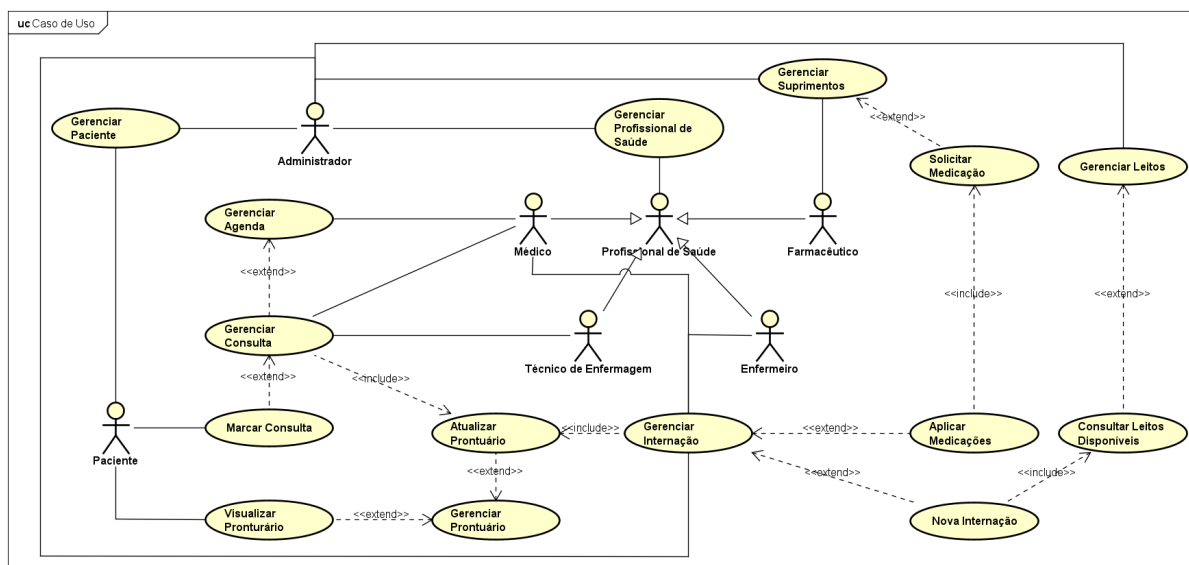 uc Caso de Uso
Gerenciar
Suprimentos
<<extend>>
Gerenciar
Paciente
Administrador
Gerenciar
Profissional de
Saúde
Solicitar
Medicação
Gerenciar Leitos
Gerenciar
Agenda
Médico
Profissional de Saúde
Farmacêutico
<<extend>>
<<include>>
<<extend>>
Gerenciar
Consulta
Técnico de Enfermagem
Enfermeiro
<<extend>>
<<include>>
Paciente
Marcar Consulta
Atualizar
Prontuário
<<include>>
Gerenciar
Internação
<<extend>>
Aplicar
Medicações
Consultar Leitos
Disponíveis
<<extend>>
<<extend>>
<<include>>
Visualizar
Pronturário
<<extend>>
Gerenciar
Prontuário
Nova Internação